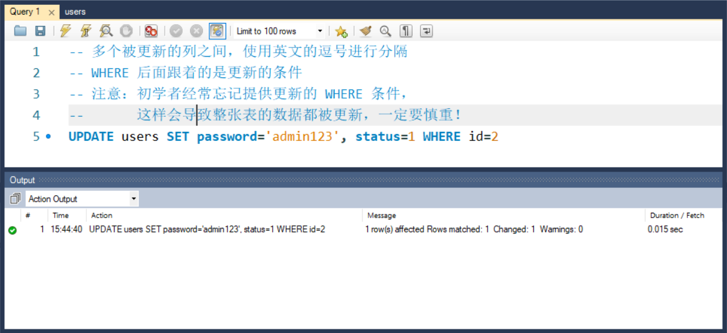 Query 1 users
Limit to 100 rows
1 -- 多个被更新的列之间，使用英文的逗号进行分隔
2 -- WHERE 后面跟着的是更新的条件
3 -- 注意：初学者经常忘记提供更新的 WHERE 条件，
4 -- 这样会导致整张表的数据都被更新，一定要慎重！
5 UPDATE users SET password='admin123', status=1 WHERE id=2
Output
Action Output
# Time Action Message Duration / Fetch
1 15:44:40 UPDATE users SET password='admin123', status=1 WHERE id=2 1 row(s) affected Rows matched: 1 Changed: 1 Warnings: 0 0.015 sec